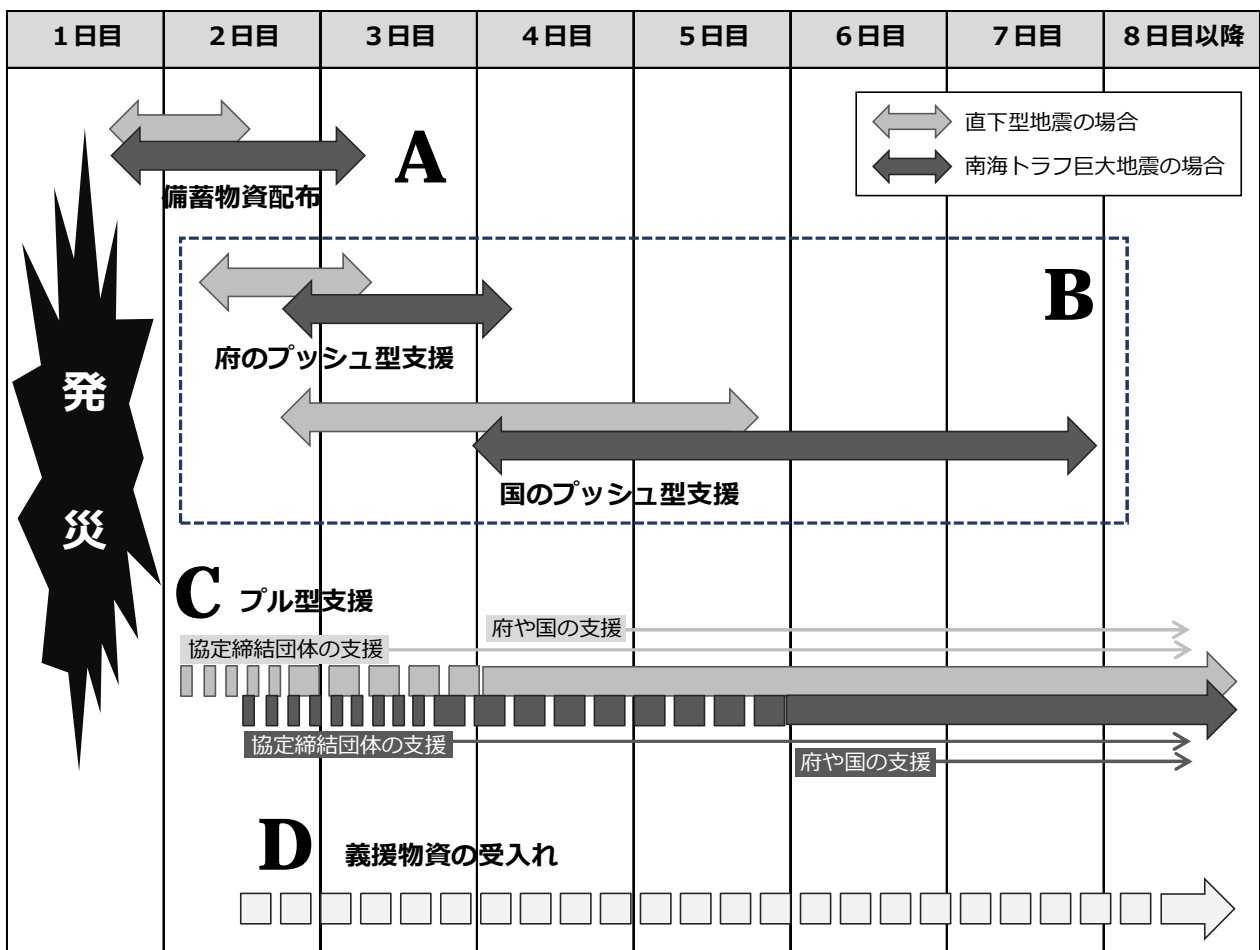 1日目
2日目
3日目
4日目
5日目
6日目
7日目
8日目以降
直下型地震の場合
南海トラフ巨大地震の場合
A
備蓄物資配布
B
府のプッシュ型支援
国のプッシュ型支援
発
災
C プル型支援
府や国の支援
協定締結団体の支援
協定締結団体の支援
府や国の支援
D 義援物資の受入れ